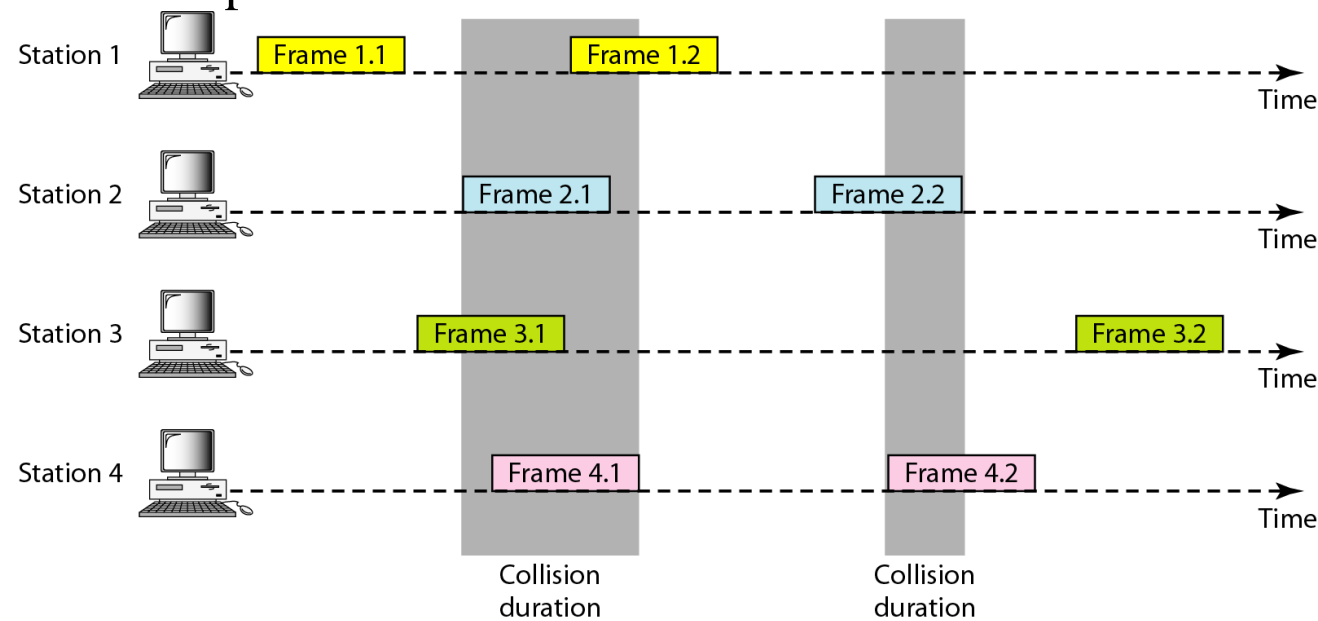 Station 1
Frame 1.1
Frame 1.2
Time
Station 2
Frame 2.1
Frame 2.2
Time
Station 3
Frame 3.1
Frame 3.2
Time
Station 4
Frame 4.1
Frame 4.2
Time
Collision
duration
Collision
duration